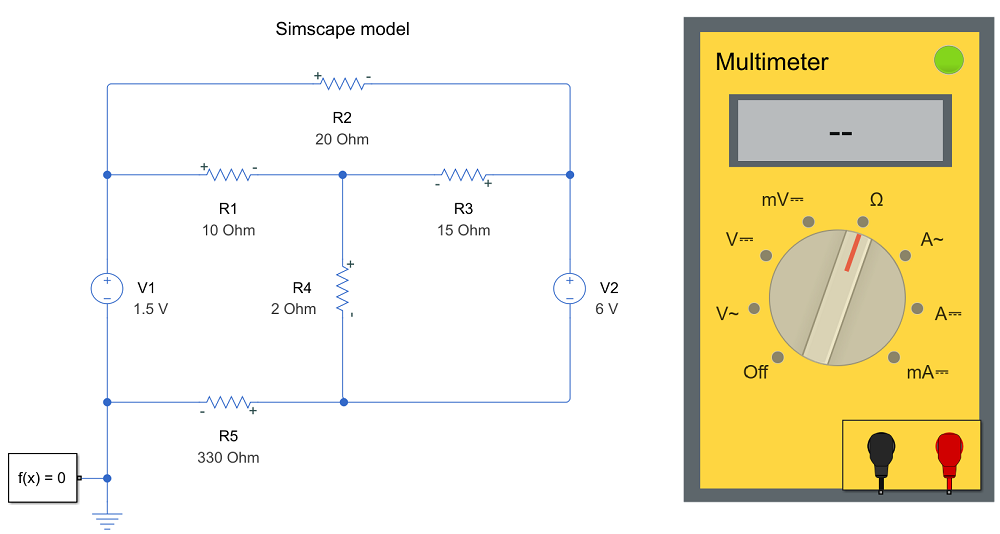 Simscape model
+ -
R2
20 Ohm
+ - - +
R1 R3
10 Ohm 15 Ohm
+ -
V1
1.5 V
+ -
R4
2 Ohm
+ -
V2
6 V
- +
R5
330 Ohm
f(x) = 0
Multimeter
--
mV⎓ Ω
V⎓ A~
V~ A⎓
Off mA⎓